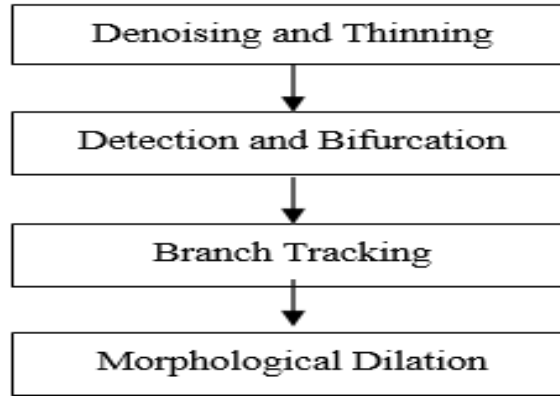 Denoising and Thinning
Detection and Bifurcation
Branch Tracking
Morphological Dilation